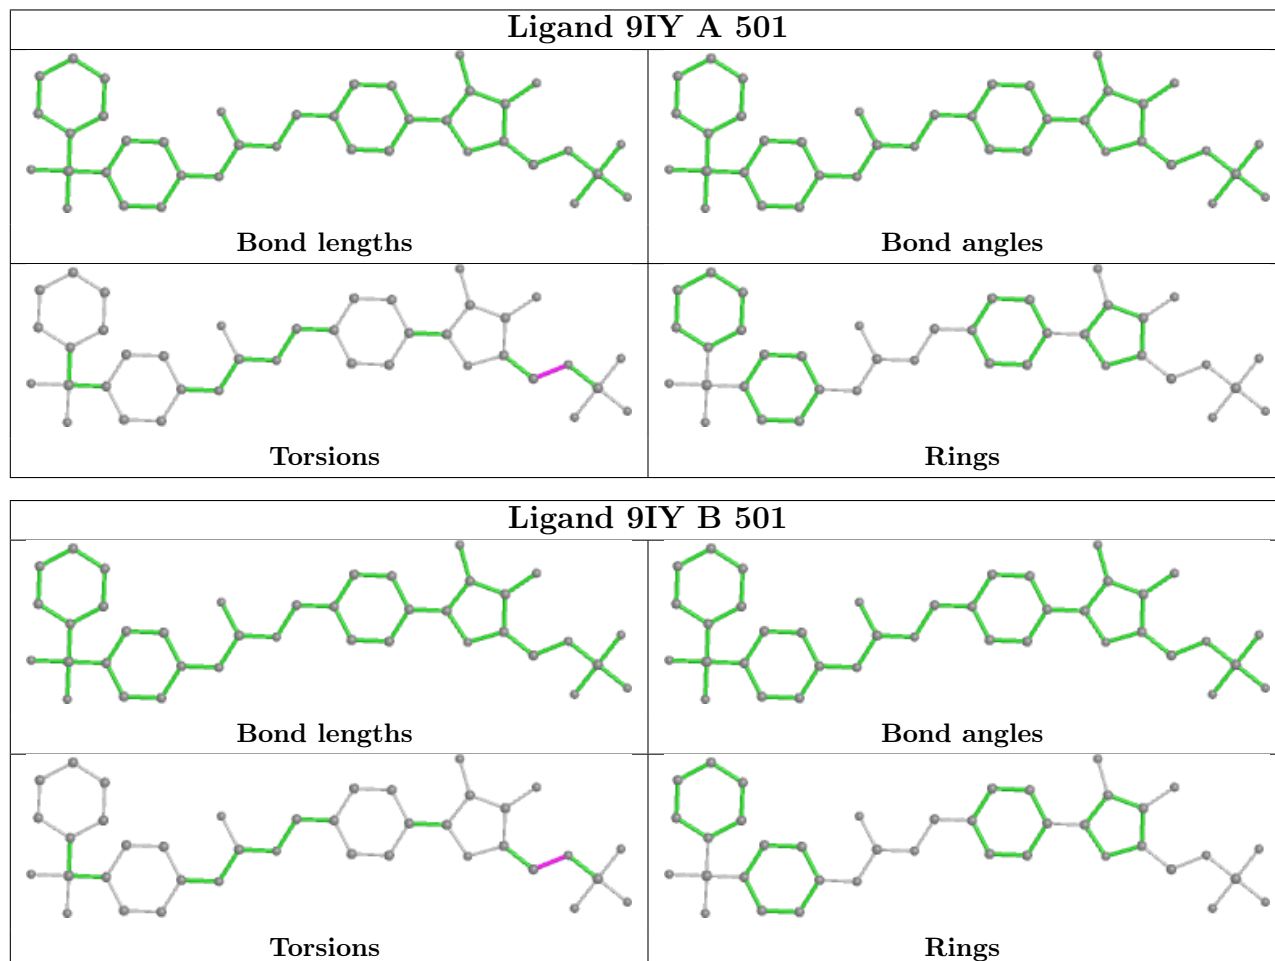 Ligand 9IY A 501
Bond lengths
Bond angles
Torsions
Rings
Ligand 9IY B 501
Bond lengths
Bond angles
Torsions
Rings